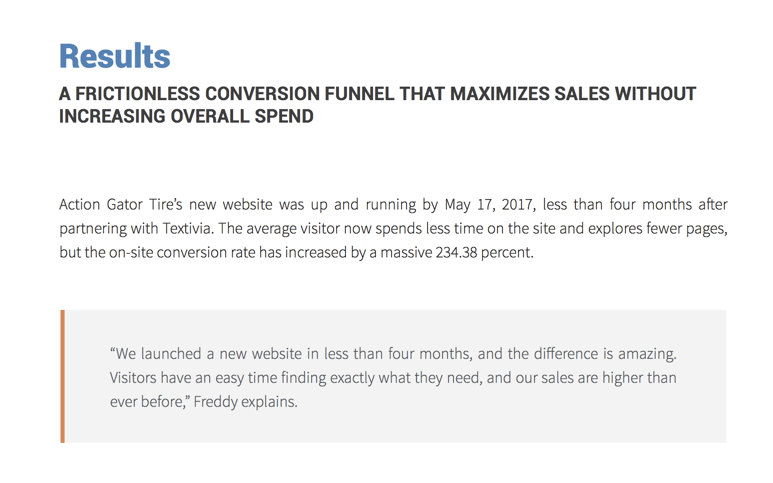 Results
A FRICTIONLESS CONVERSION FUNNEL THAT MAXIMIZES SALES WITHOUT
INCREASING OVERALL SPEND
Action Gator Tire’s new website was up and running by May 17, 2017, less than four months after
partnering with Textivia. The average visitor now spends less time on the site and explores fewer pages,
but the on-site conversion rate has increased by a massive 234.38 percent.
“We launched a new website in less than four months, and the difference is amazing.
Visitors have an easy time finding exactly what they need, and our sales are higher than
ever before,” Freddy explains.